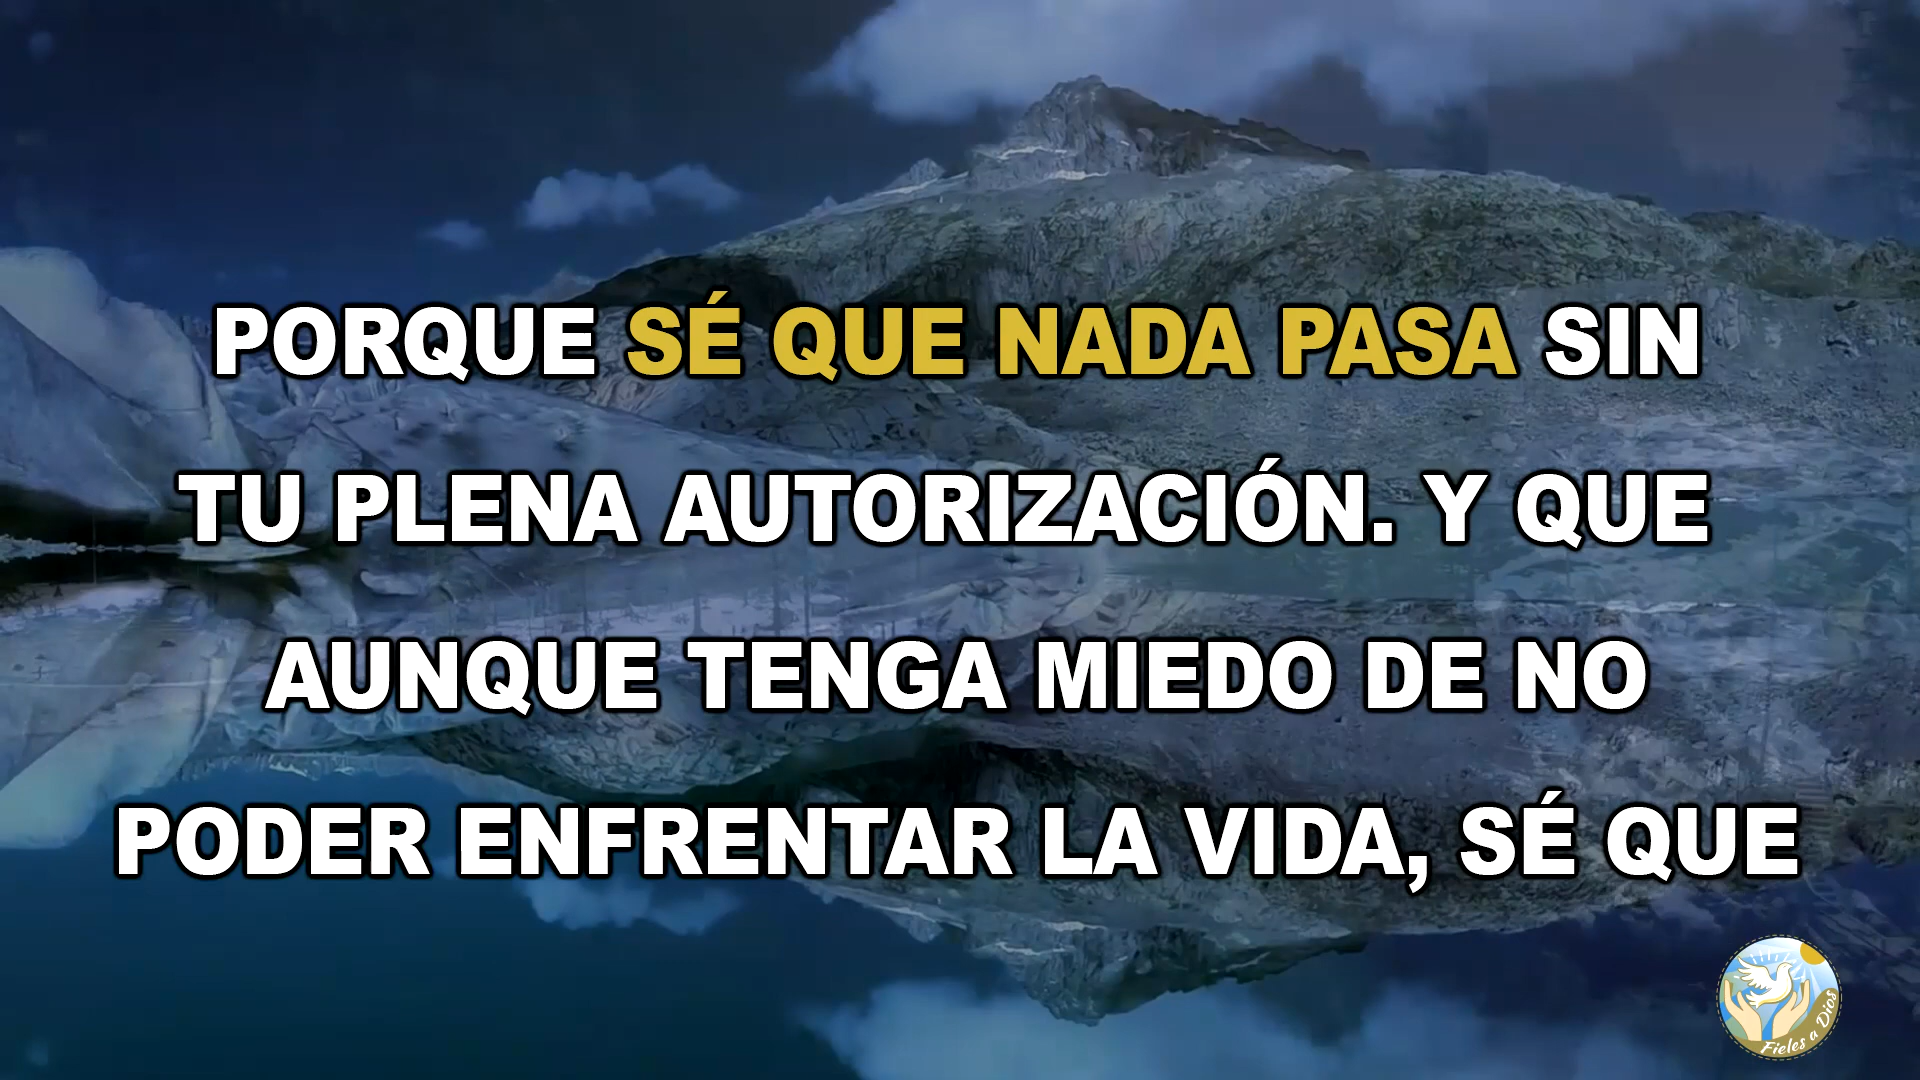 PORQUE SÉ QUE NADA PASA SIN
TU PLENA AUTORIZACIÓN. Y QUE
AUNQUE TENGA MIEDO DE NO
PODER ENFRENTAR LA VIDA, SÉ QUE
Fieles a Dios